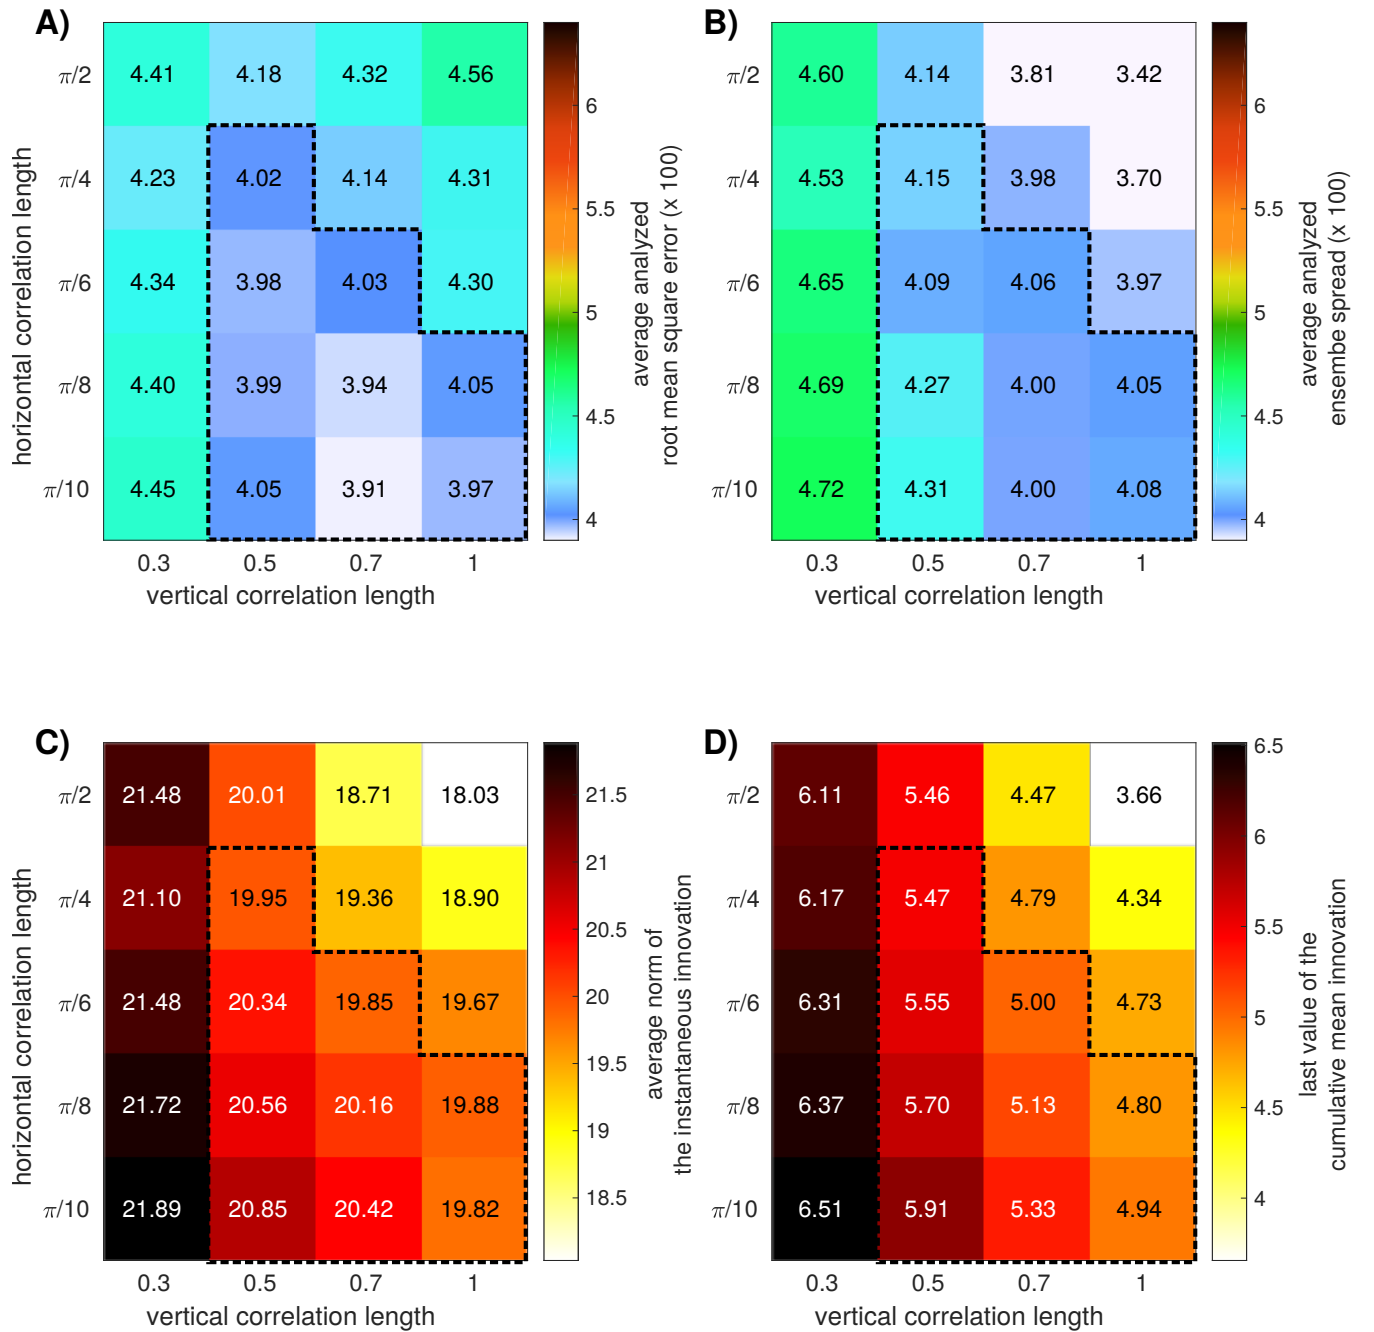 A)
horizontal correlation length
π/2 4.41 4.18 4.32 4.56
π/4 4.23 4.02 4.14 4.31
π/6 4.34 3.98 4.03 4.30
π/8 4.40 3.99 3.94 4.05
π/10 4.45 4.05 3.91 3.97
0.3 0.5 0.7 1
vertical correlation length
6
5.5
5
4.5
4
average analyzed
root mean square error (x 100)
B)
π/2 4.60 4.14 3.81 3.42
π/4 4.53 4.15 3.98 3.70
π/6 4.65 4.09 4.06 3.97
π/8 4.69 4.27 4.00 4.05
π/10 4.72 4.31 4.00 4.08
0.3 0.5 0.7 1
vertical correlation length
6
5.5
5
4.5
4
average analyzed
ensembe spread (x 100)
C)
horizontal correlation length
π/2 21.48 20.01 18.71 18.03
π/4 21.10 19.95 19.36 18.90
π/6 21.48 20.34 19.85 19.67
π/8 21.72 20.56 20.16 19.88
π/10 21.89 20.85 20.42 19.82
0.3 0.5 0.7 1
vertical correlation length
21.5
21
20.5
20
19.5
19
18.5
average norm of
the instantaneous innovation
D)
π/2 6.11 5.46 4.47 3.66
π/4 6.17 5.47 4.79 4.34
π/6 6.31 5.55 5.00 4.73
π/8 6.37 5.70 5.13 4.80
π/10 6.51 5.91 5.33 4.94
0.3 0.5 0.7 1
vertical correlation length
6.5
6
5.5
5
4.5
4
last value of the
cumulative mean innovation